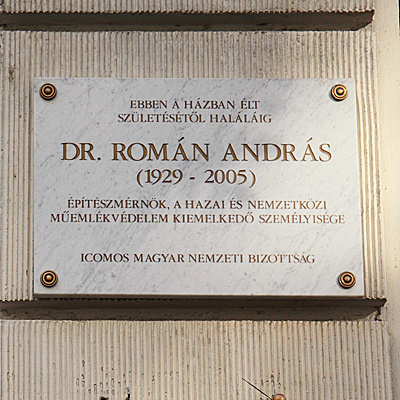 EBBEN A HÁZBAN ÉLT
SZÜLETÉSÉTŐL HALÁLÁIG
DR. ROMÁN ANDRÁS
(1929 - 2005)
ÉPÍTÉSZMÉRNÖK, A HAZAI ÉS NEMZETKÖZI
MŰEMLÉKVÉDELEM KIEMELKEDŐ SZEMÉLYISÉGE
ICOMOS MAGYAR NEMZETI BIZOTTSÁG